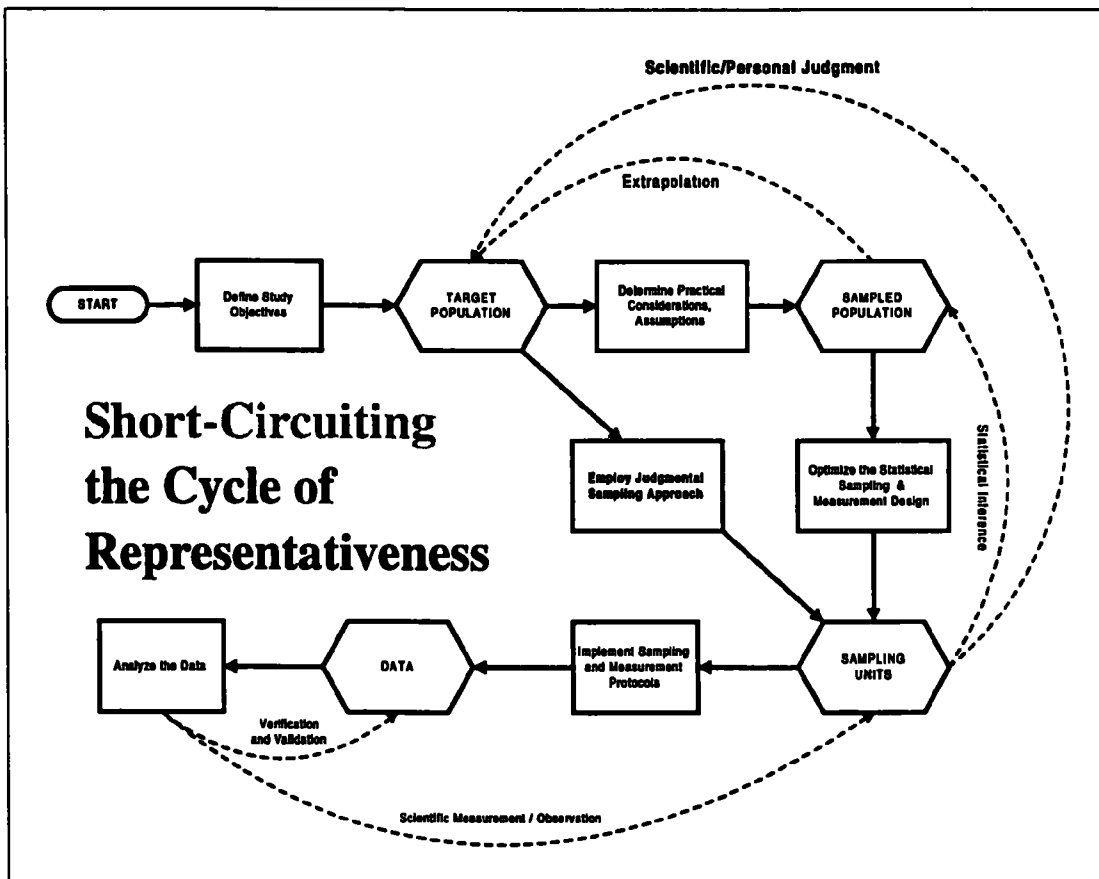 Scientific/Personal Judgment
Extrapolation
START
Define Study
Objectives
TARGET
POPULATION
Determine Practical
Considerations,
Assumptions
SAMPLED
POPULATION
Short-Circuiting
the Cycle of
Representativeness
Employ Judgmental
Sampling Approach
Optimize the Statistical
Sampling &
Measurement Design
Statistical Inference
Analyze the Data
DATA
Implement Sampling
and Measurement
Protocols
SAMPLING
UNITS
Verification
and Validation
Scientific Measurement / Observation